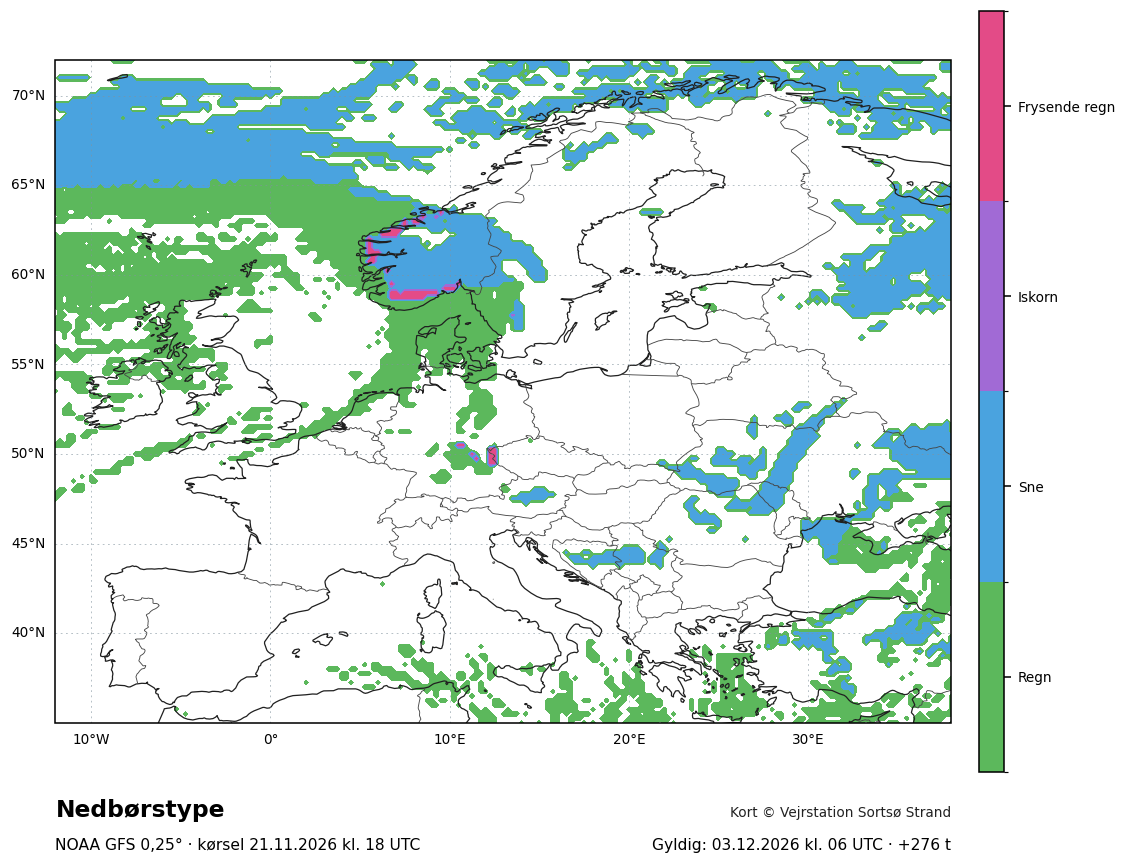 70°N
65°N
60°N
55°N
50°N
45°N
40°N
10°W
0°
10°E
20°E
30°E
Frysende regn
Iskorn
Sne
Regn
Nedbørstype
Kort © Vejrstation Sortsø Strand
NOAA GFS 0,25° · kørsel 21.11.2026 kl. 18 UTC
Gyldig: 03.12.2026 kl. 06 UTC · +276 t